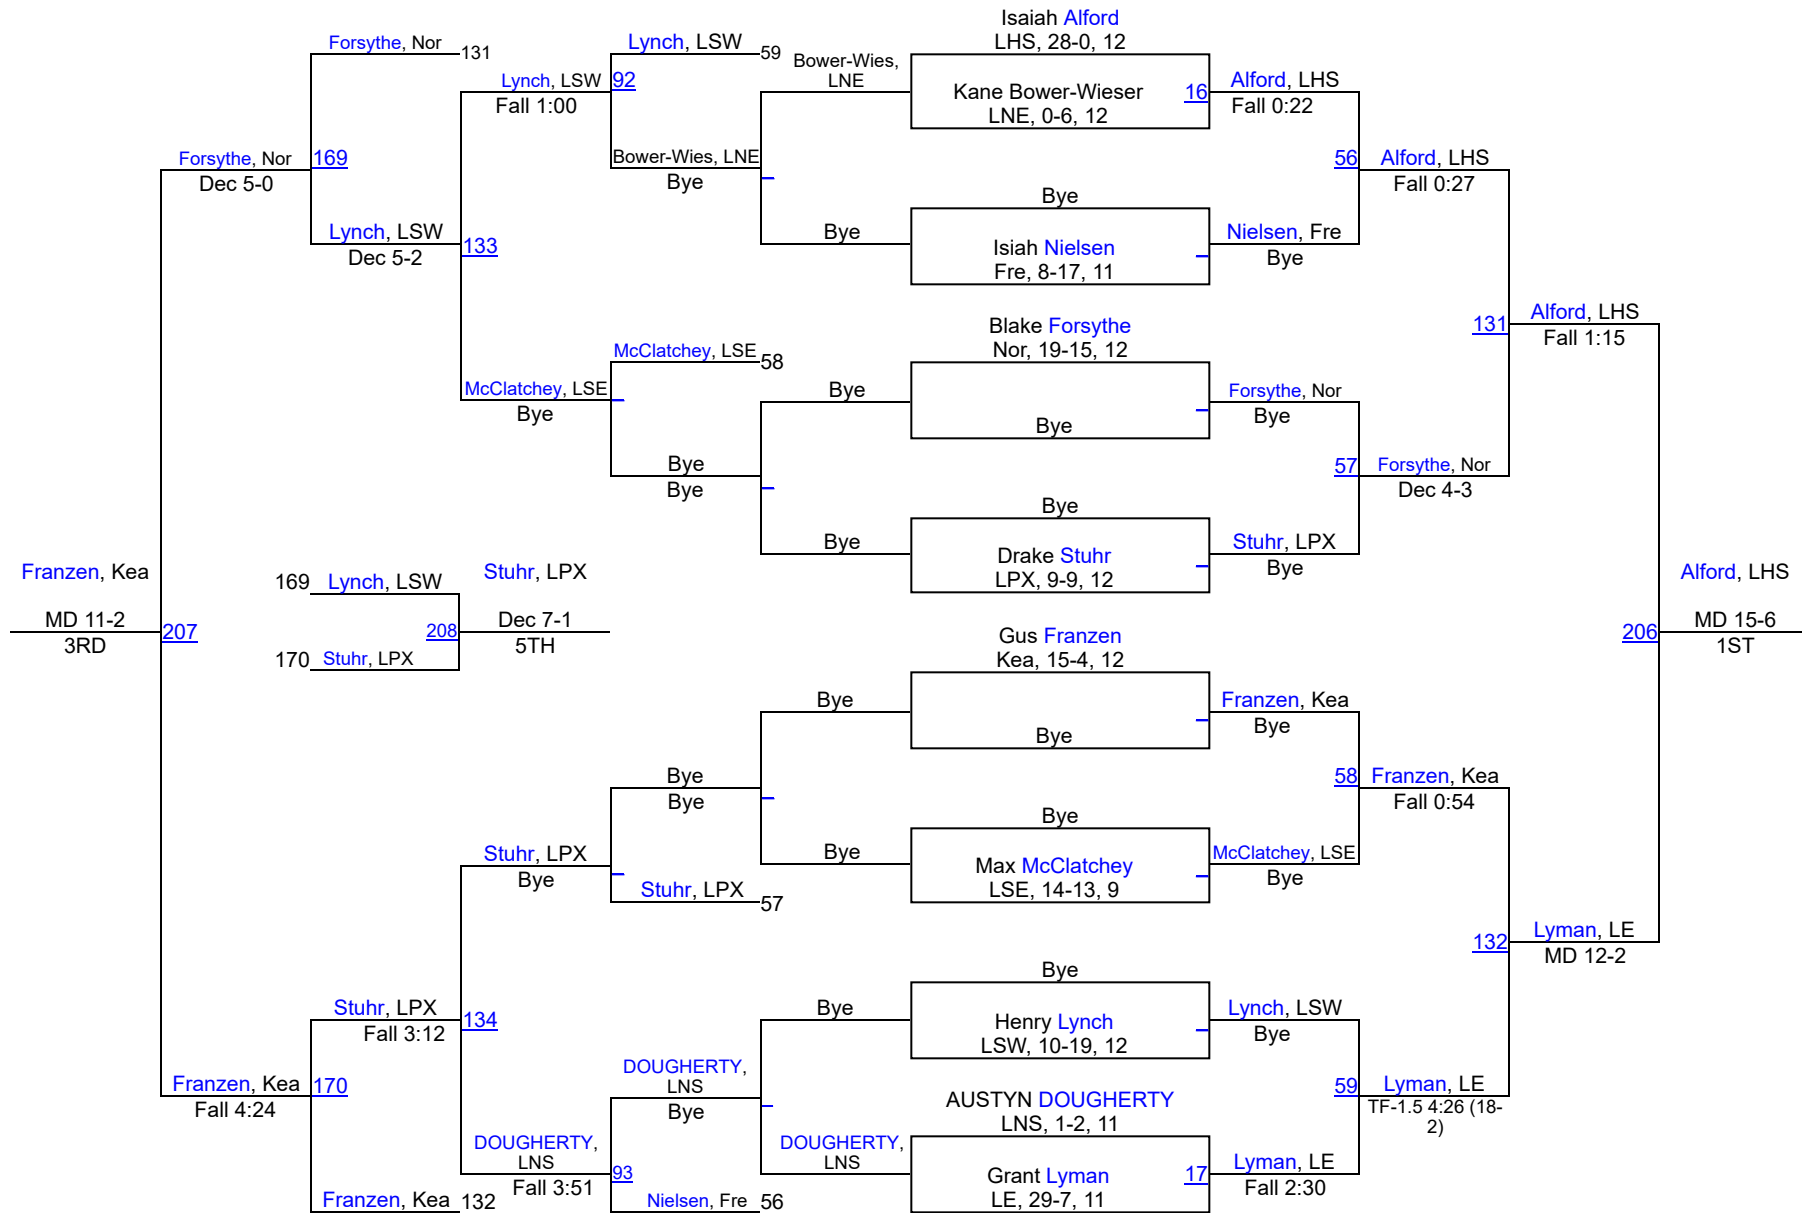 Isaiah Alford
LHS, 28-0, 12
Forsythe, Nor
131
Lynch, LSW
59
Bower-Wies,
LNE
Lynch, LSW
92
Fall 1:00
Kane Bower-Wieser
LNE, 0-6, 12
16
Alford, LHS
Fall 0:22
Forsythe, Nor
169
Dec 5-0
Bower-Wies, LNE
Bye
56
Alford, LHS
Fall 0:27
Bye
Lynch, LSW
Dec 5-2
133
Bye
Isiah Nielsen
Fre, 8-17, 11
Nielsen, Fre
Bye
Blake Forsythe
Nor, 19-15, 12
131
Alford, LHS
Fall 1:15
McClatchey, LSE
58
McClatchey, LSE
Bye
Bye
Bye
Forsythe, Nor
Bye
Bye
Bye
57
Forsythe, Nor
Dec 4-3
Bye
Bye
Drake Stuhr
LPX, 9-9, 12
Stuhr, LPX
Bye
Franzen, Kea
MD 11-2
3RD
207
169
Lynch, LSW
208
170
Stuhr, LPX
Stuhr, LPX
Dec 7-1
5TH
Alford, LHS
206
MD 15-6
1ST
Gus Franzen
Kea, 15-4, 12
Bye
Bye
Franzen, Kea
Bye
Bye
Bye
58
Franzen, Kea
Fall 0:54
Bye
Stuhr, LPX
Bye
Bye
Max McClatchey
LSE, 14-13, 9
McClatchey, LSE
Bye
Stuhr, LPX
57
132
Lyman, LE
MD 12-2
Bye
Stuhr, LPX
Fall 3:12
134
Bye
Henry Lynch
LSW, 10-19, 12
Lynch, LSW
Bye
Franzen, Kea
170
Fall 4:24
DOUGHERTY,
LNS
Bye
AUSTYN DOUGHERTY
LNS, 1-2, 11
59
Lyman, LE
TF-1.5 4:26 (18-
2)
DOUGHERTY,
LNS
Fall 3:51
93
DOUGHERTY,
LNS
Grant Lyman
LE, 29-7, 11
17
Lyman, LE
Fall 2:30
Franzen, Kea
132
Nielsen, Fre
56